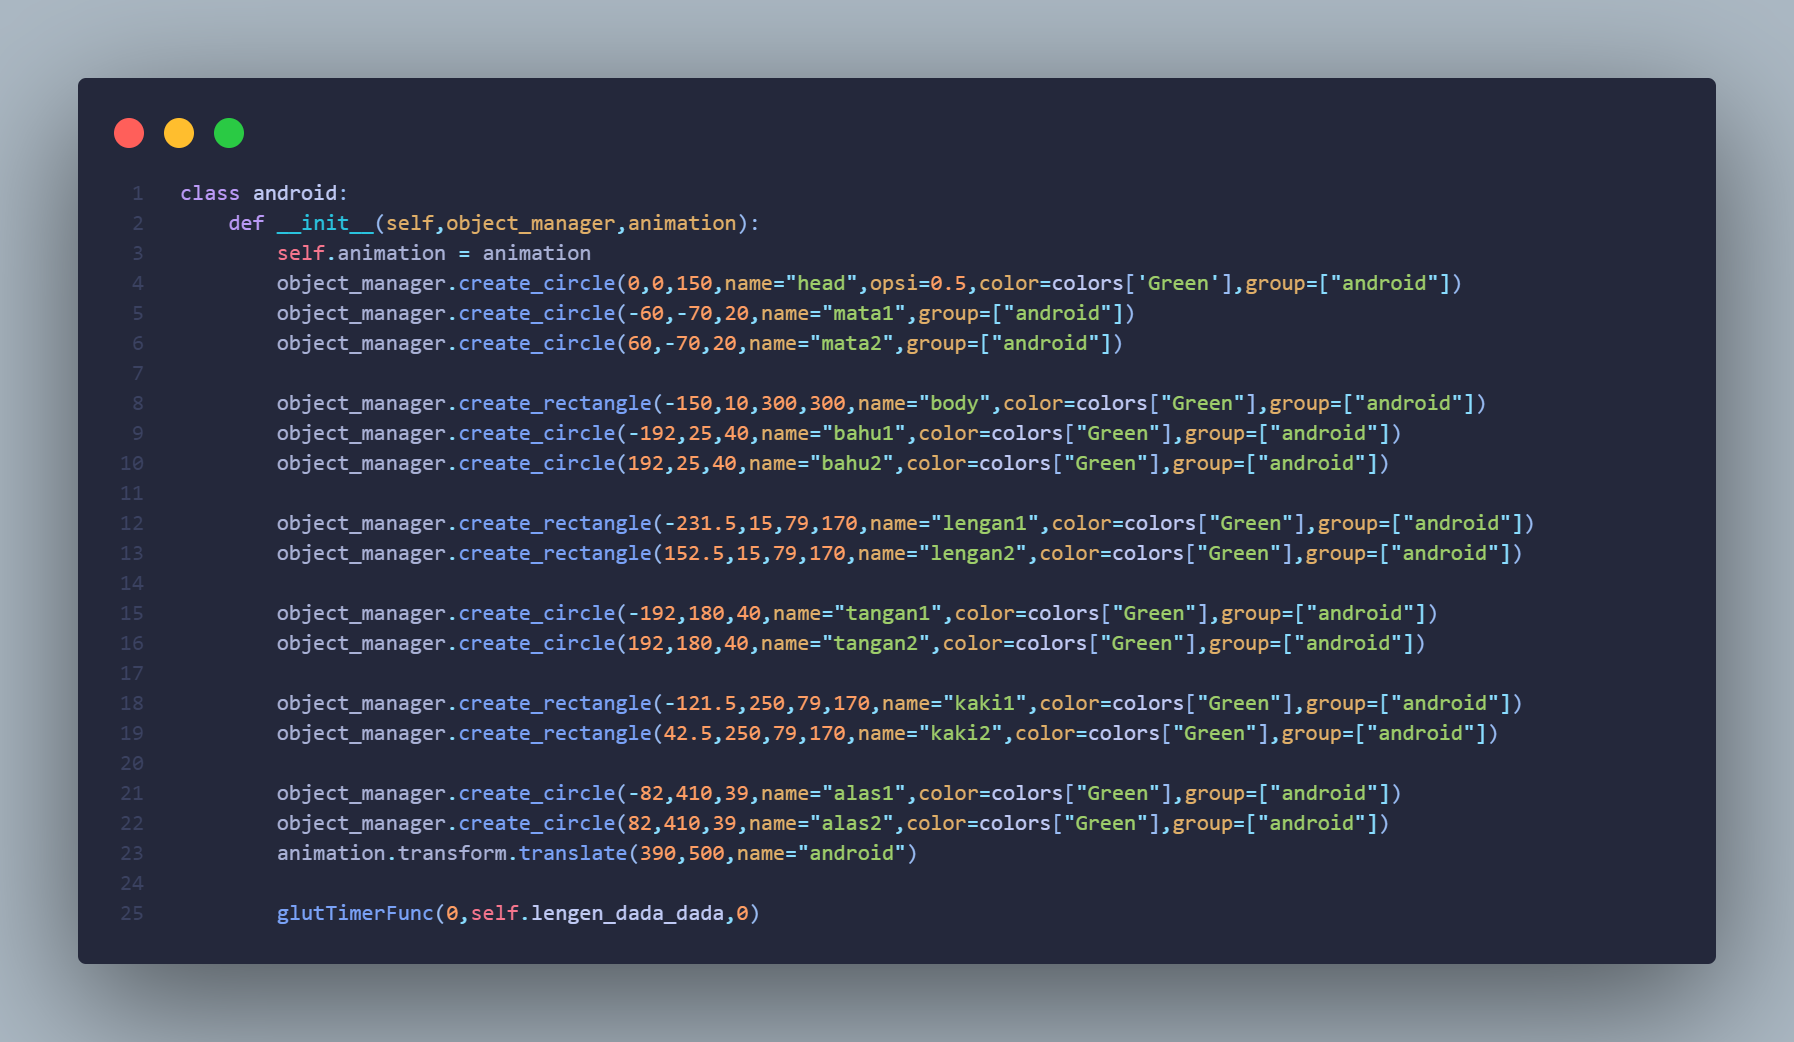 1 class android:
2 def __init__(self,object_manager,animation):
3 self.animation = animation
4 object_manager.create_circle(0,0,150,name="head",opsi=0.5,color=colors['Green'],group=["android"])
5 object_manager.create_circle(-60,-70,20,name="mata1",group=["android"])
6 object_manager.create_circle(60,-70,20,name="mata2",group=["android"])
7
8 object_manager.create_rectangle(-150,10,300,300,name="body",color=colors["Green"],group=["android"])
9 object_manager.create_circle(-192,25,40,name="bahu1",color=colors["Green"],group=["android"])
10 object_manager.create_circle(192,25,40,name="bahu2",color=colors["Green"],group=["android"])
11
12 object_manager.create_rectangle(-231.5,15,79,170,name="lengan1",color=colors["Green"],group=["android"])
13 object_manager.create_rectangle(152.5,15,79,170,name="lengan2",color=colors["Green"],group=["android"])
14
15 object_manager.create_circle(-192,180,40,name="tangan1",color=colors["Green"],group=["android"])
16 object_manager.create_circle(192,180,40,name="tangan2",color=colors["Green"],group=["android"])
17
18 object_manager.create_rectangle(-121.5,250,79,170,name="kaki1",color=colors["Green"],group=["android"])
19 object_manager.create_rectangle(42.5,250,79,170,name="kaki2",color=colors["Green"],group=["android"])
20
21 object_manager.create_circle(-82,410,39,name="alas1",color=colors["Green"],group=["android"])
22 object_manager.create_circle(82,410,39,name="alas2",color=colors["Green"],group=["android"])
23 animation.transform.translate(390,500,name="android")
24
25 glutTimerFunc(0,self.lengen_dada_dada,0)